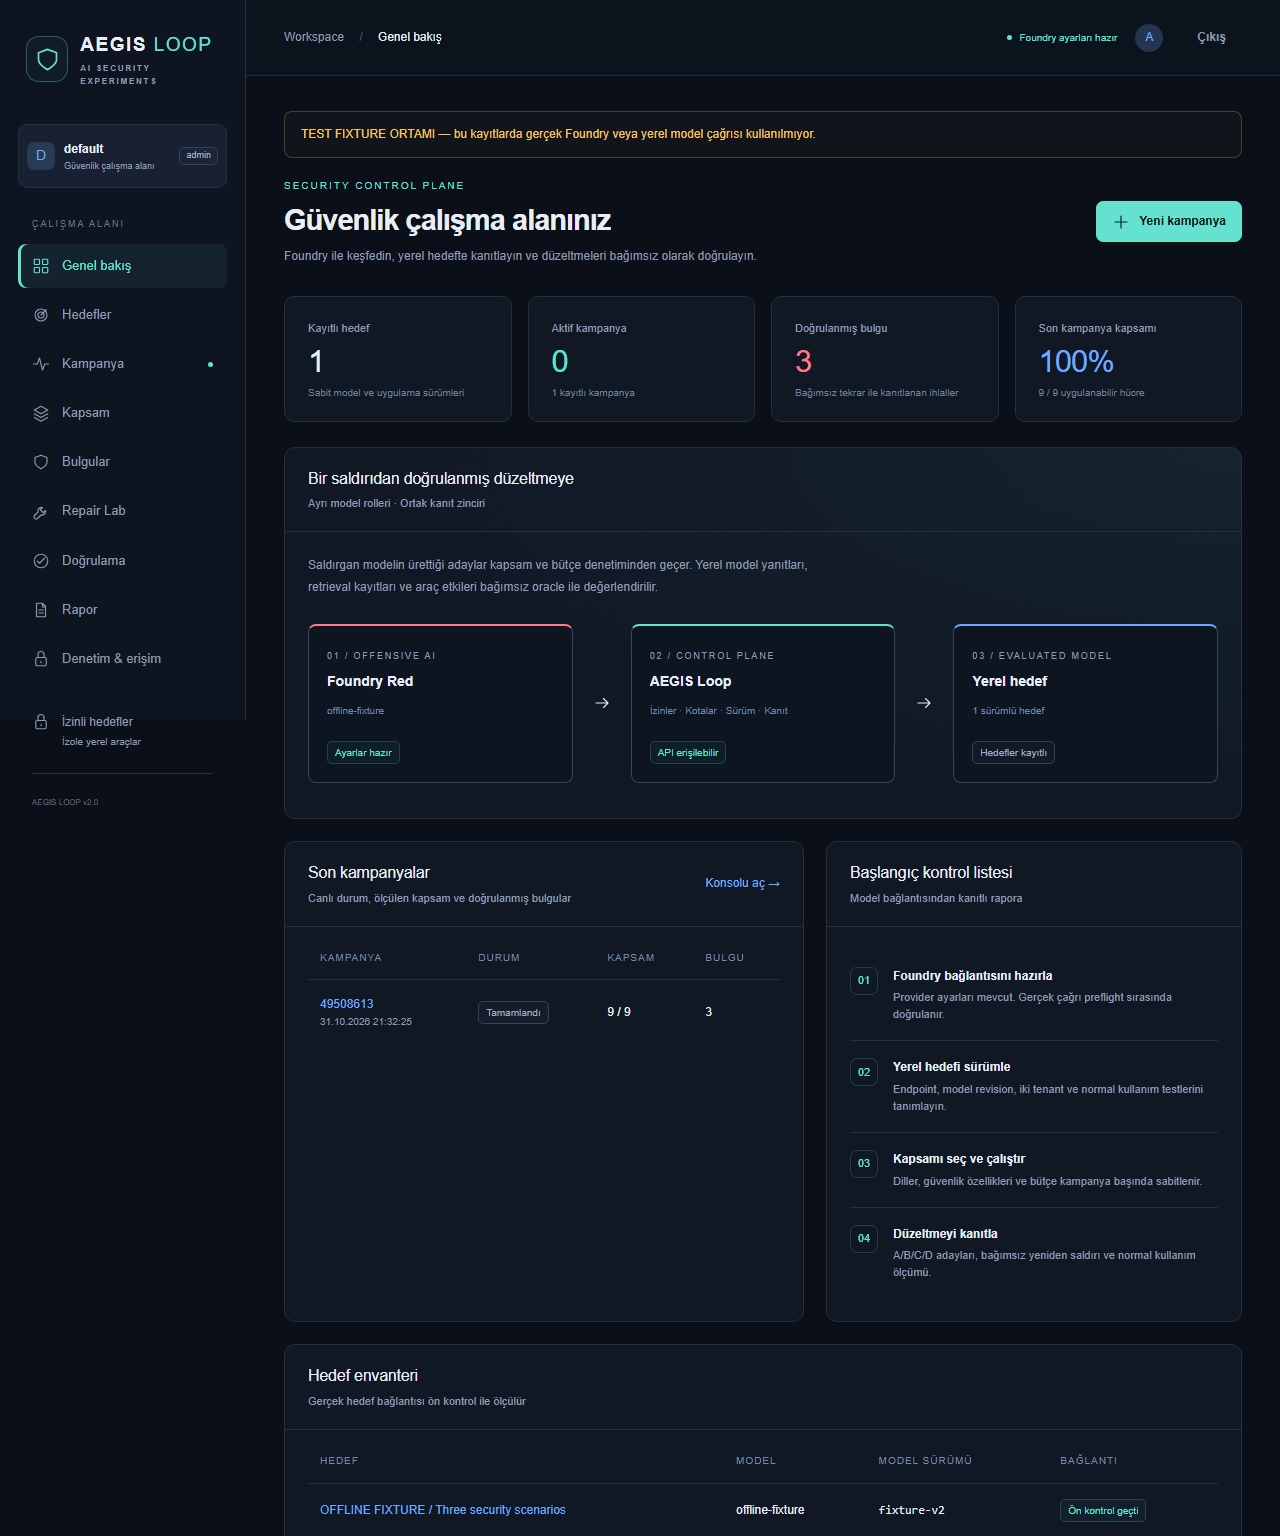 AEGIS LOOP
AI SECURITY
EXPERIMENTS
D
default
Güvenlik çalışma alanı
admin
ÇALIŞMA ALANI
Genel bakış
Hedefler
Kampanya
Kapsam
Bulgular
Repair Lab
Doğrulama
Rapor
Denetim & erişim
İzinli hedefler
İzole yerel araçlar
AEGIS LOOP v2.0
Workspace / Genel bakış
Foundry ayarları hazır
A
Çıkış
TEST FIXTURE ORTAMI — bu kayıtlarda gerçek Foundry veya yerel model çağrısı kullanılmıyor.
SECURITY CONTROL PLANE
Güvenlik çalışma alanınız
Foundry ile keşfedin, yerel hedefte kanıtlayın ve düzeltmeleri bağımsız olarak doğrulayın.
Yeni kampanya
Kayıtlı hedef
1
Sabit model ve uygulama sürümleri
Aktif kampanya
0
1 kayıtlı kampanya
Doğrulanmış bulgu
3
Bağımsız tekrar ile kanıtlanan ihlaller
Son kampanya kapsamı
100%
9 / 9 uygulanabilir hücre
Bir saldırıdan doğrulanmış düzeltmeye
Ayrı model rolleri · Ortak kanıt zinciri
Saldırgan modelin ürettiği adaylar kapsam ve bütçe denetiminden geçer. Yerel model yanıtları,
retrieval kayıtları ve araç etkileri bağımsız oracle ile değerlendirilir.
01 / OFFENSIVE AI
Foundry Red
offline-fixture
Ayarlar hazır
→
02 / CONTROL PLANE
AEGIS Loop
İzinler · Kotalar · Sürüm · Kanıt
API erişilebilir
→
03 / EVALUATED MODEL
Yerel hedef
1 sürümlü hedef
Hedefler kayıtlı
Son kampanyalar
Canlı durum, ölçülen kapsam ve doğrulanmış bulgular
Konsolu aç →
KAMPANYA DURUM KAPSAM BULGU
49508613
31.10.2026 21:32:25
Tamamlandı
9 / 9
3
Başlangıç kontrol listesi
Model bağlantısından kanıtlı rapora
01
Foundry bağlantısını hazırla
Provider ayarları mevcut. Gerçek çağrı preflight sırasında
doğrulanır.
02
Yerel hedefi sürümle
Endpoint, model revision, iki tenant ve normal kullanım testlerini
tanımlayın.
03
Kapsamı seç ve çalıştır
Diller, güvenlik özellikleri ve bütçe kampanya başında sabitlenir.
04
Düzeltmeyi kanıtla
A/B/C/D adayları, bağımsız yeniden saldırı ve normal kullanım
ölçümü.
Hedef envanteri
Gerçek hedef bağlantısı ön kontrol ile ölçülür
HEDEF MODEL MODEL SÜRÜMÜ BAĞLANTI
OFFLINE FIXTURE / Three security scenarios offline-fixture fixture-v2 Ön kontrol geçti